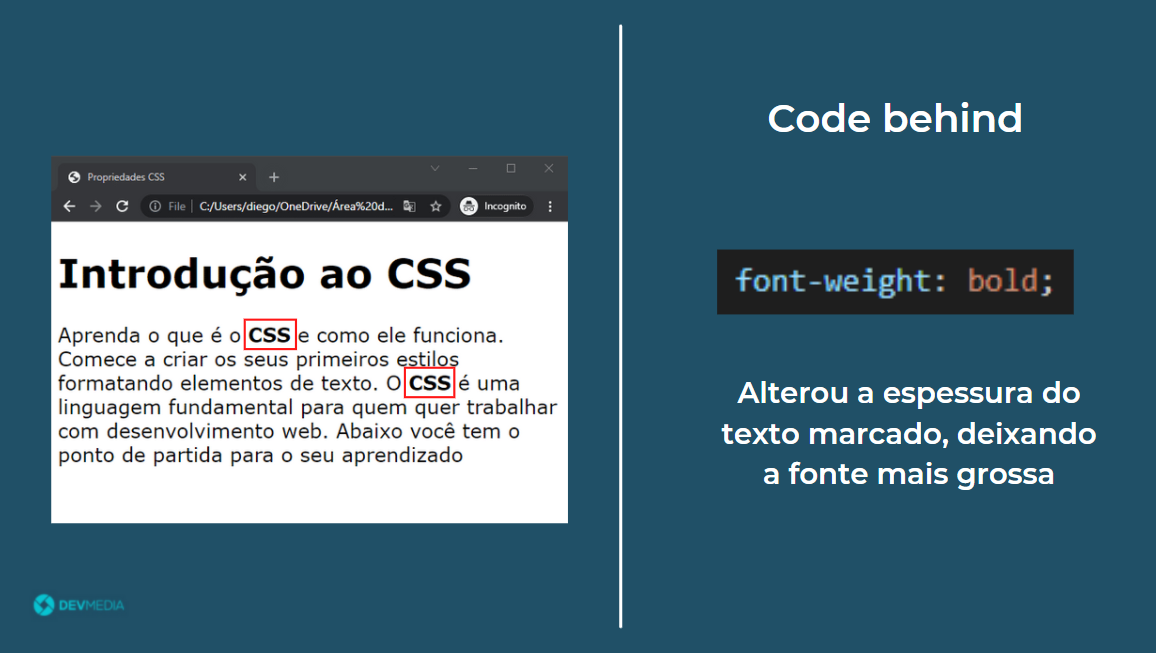 Propriedades CSS
File
C:/Users/diego/OneDrive/Área%20d...
Incognito
Introdução ao CSS
Aprenda o que é o CSS e como ele funciona.
Comece a criar os seus primeiros estilos
formatando elementos de texto. O CSS é uma
linguagem fundamental para quem quer trabalhar
com desenvolvimento web. Abaixo você tem o
ponto de partida para o seu aprendizado
DEVMEDIA
Code behind
font-weight: bold;
Alterou a espessura do
texto marcado, deixando
a fonte mais grossa